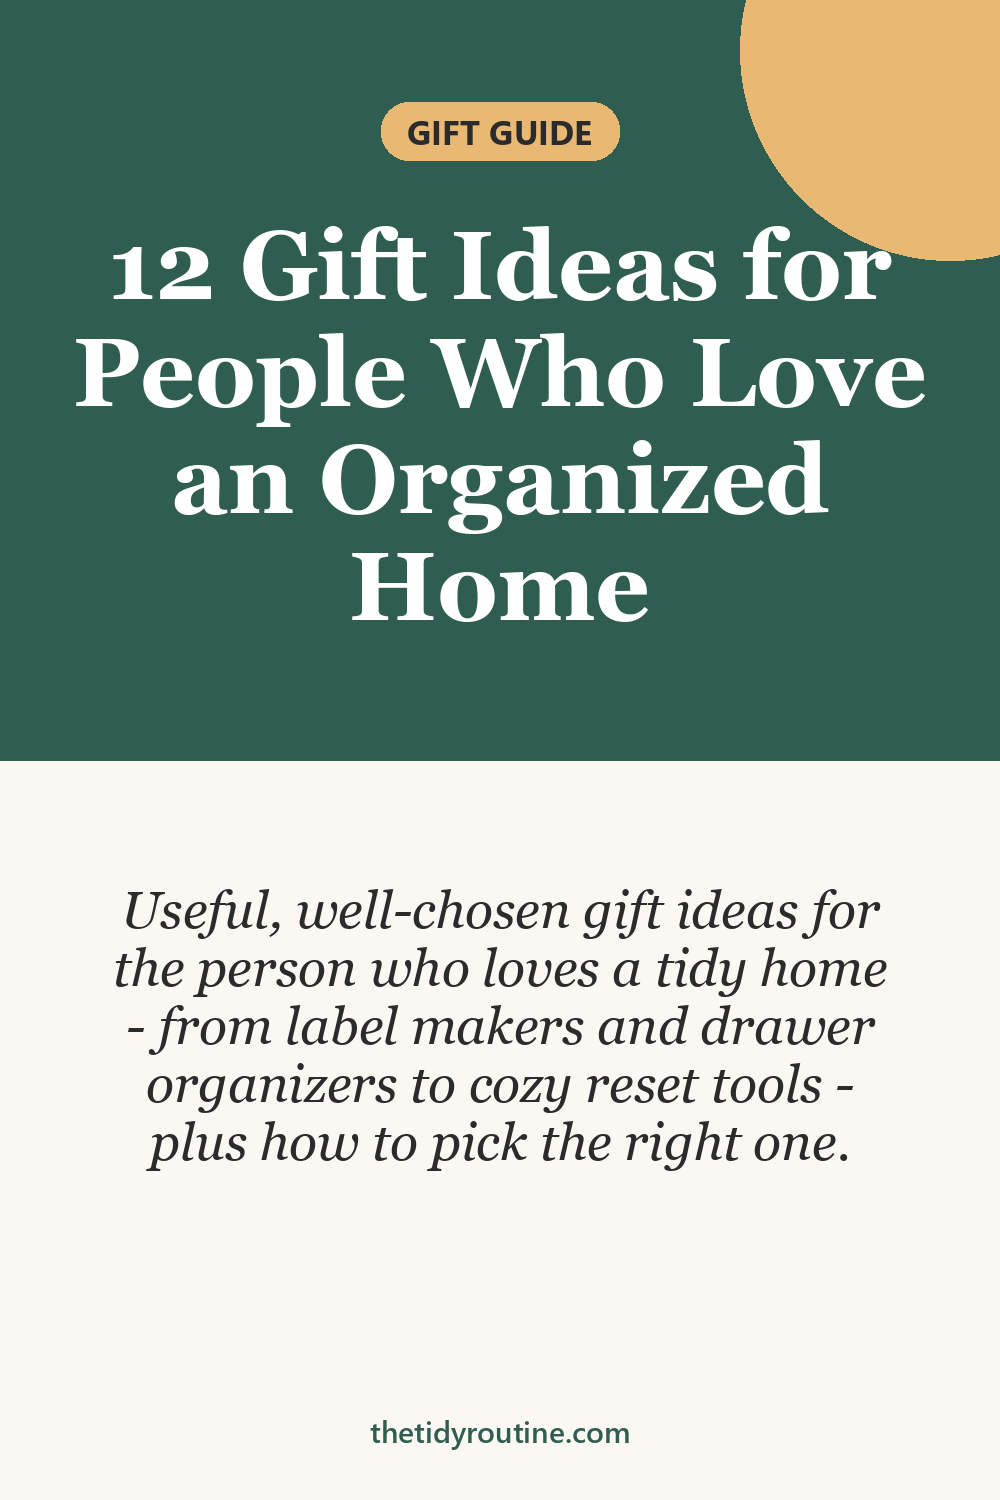 GIFT GUIDE
12 Gift Ideas for
People Who Love
an Organized
Home
Useful, well-chosen gift ideas for
the person who loves a tidy home
- from label makers and drawer
organizers to cozy reset tools -
plus how to pick the right one.
thetidyroutine.com